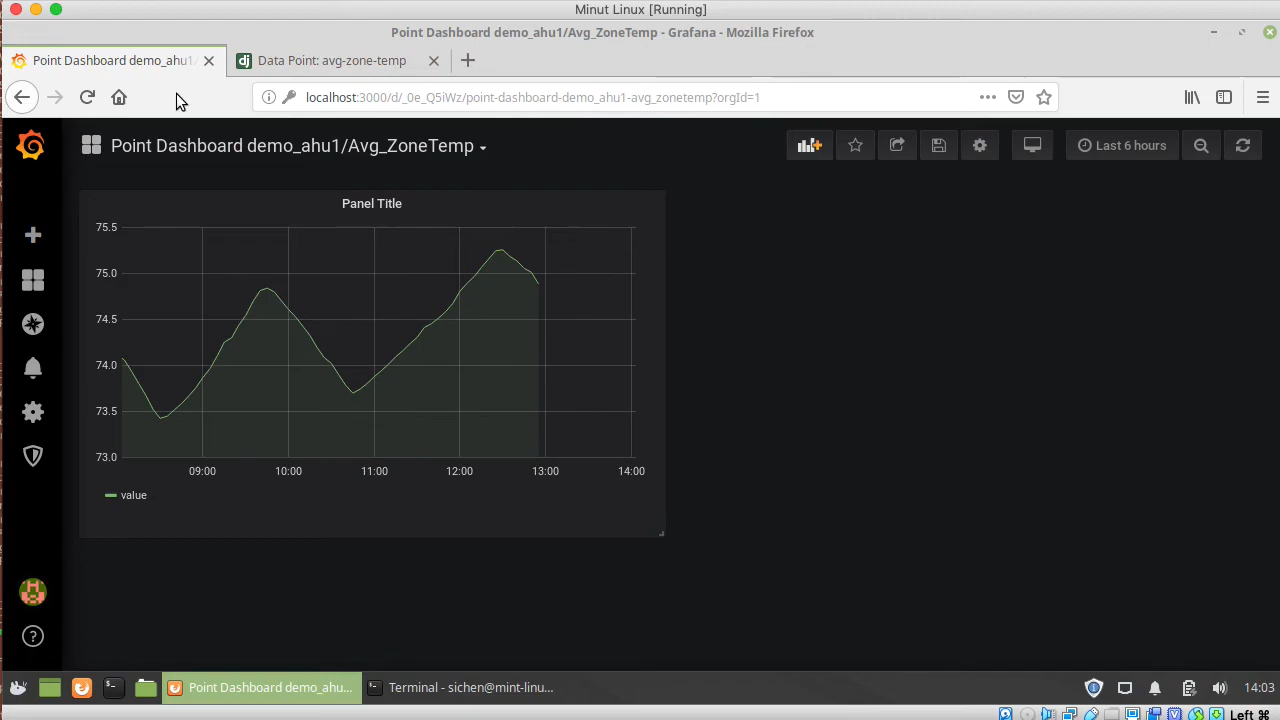 Minut Linux [Running]
Point Dashboard demo_ahu1/Avg_ZoneTemp - Grafana - Mozilla Firefox
Point Dashboard demo_ahu1/
dj Data Point: avg-zone-temp
localhost:3000/d/_0e_Q5iWz/point-dashboard-demo_ahu1-avg_zonetemp?orgId=1
Point Dashboard demo_ahu1/Avg_ZoneTemp
Last 6 hours
Panel Title
75.5
75.0
74.5
74.0
73.5
73.0
09:00 10:00 11:00 12:00 13:00 14:00
value
Point Dashboard demo_ahu...
Terminal - sichen@mint-linu...
14:03
Left ⌘